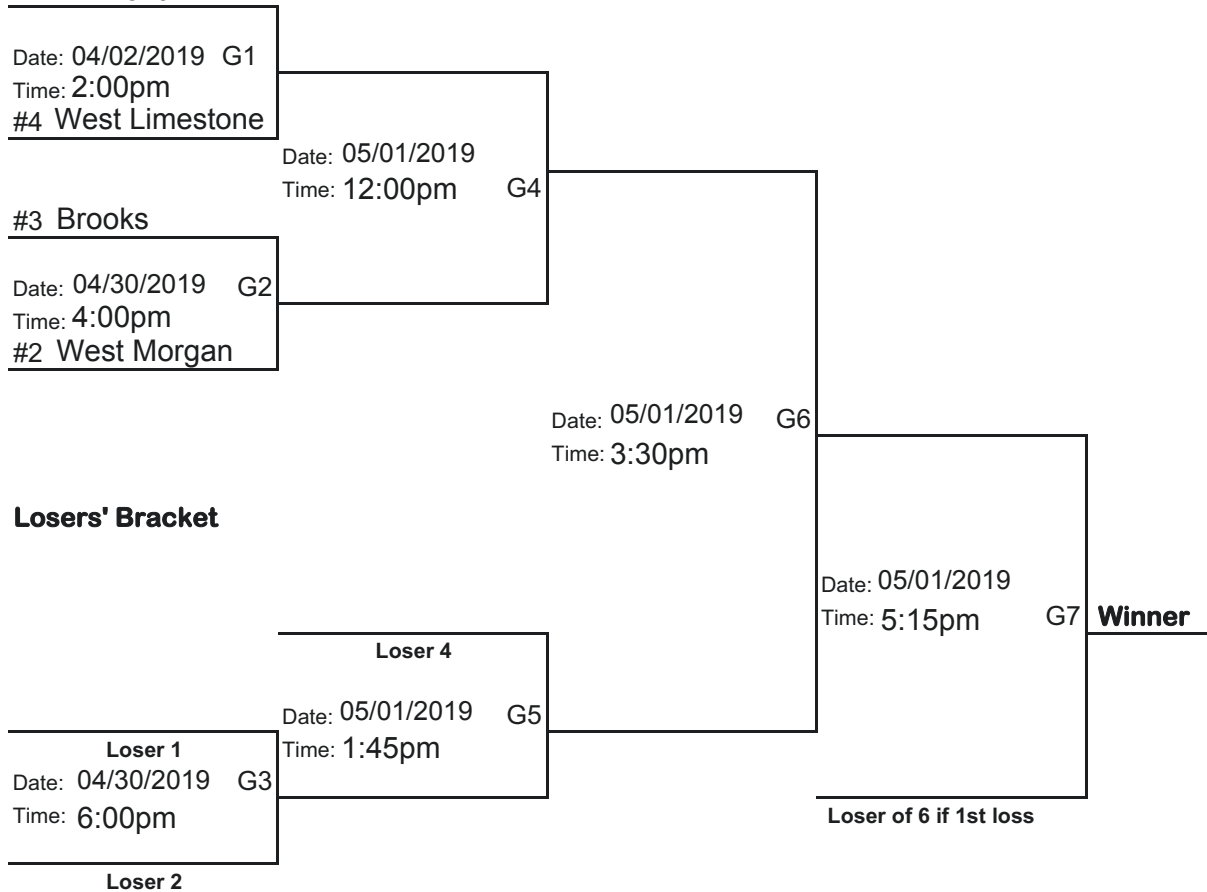 Date: 04/02/2019 G1
Time: 2:00pm
#4 West Limestone
Date: 05/01/2019
Time: 12:00pm G4
#3 Brooks
Date: 04/30/2019 G2
Time: 4:00pm
#2 West Morgan
Date: 05/01/2019 G6
Time: 3:30pm
Losers' Bracket
Date: 05/01/2019
Time: 5:15pm G7 Winner
Loser 4
Date: 05/01/2019 G5
Time: 1:45pm
Loser 1
Date: 04/30/2019 G3
Time: 6:00pm
Loser of 6 if 1st loss
Loser 2